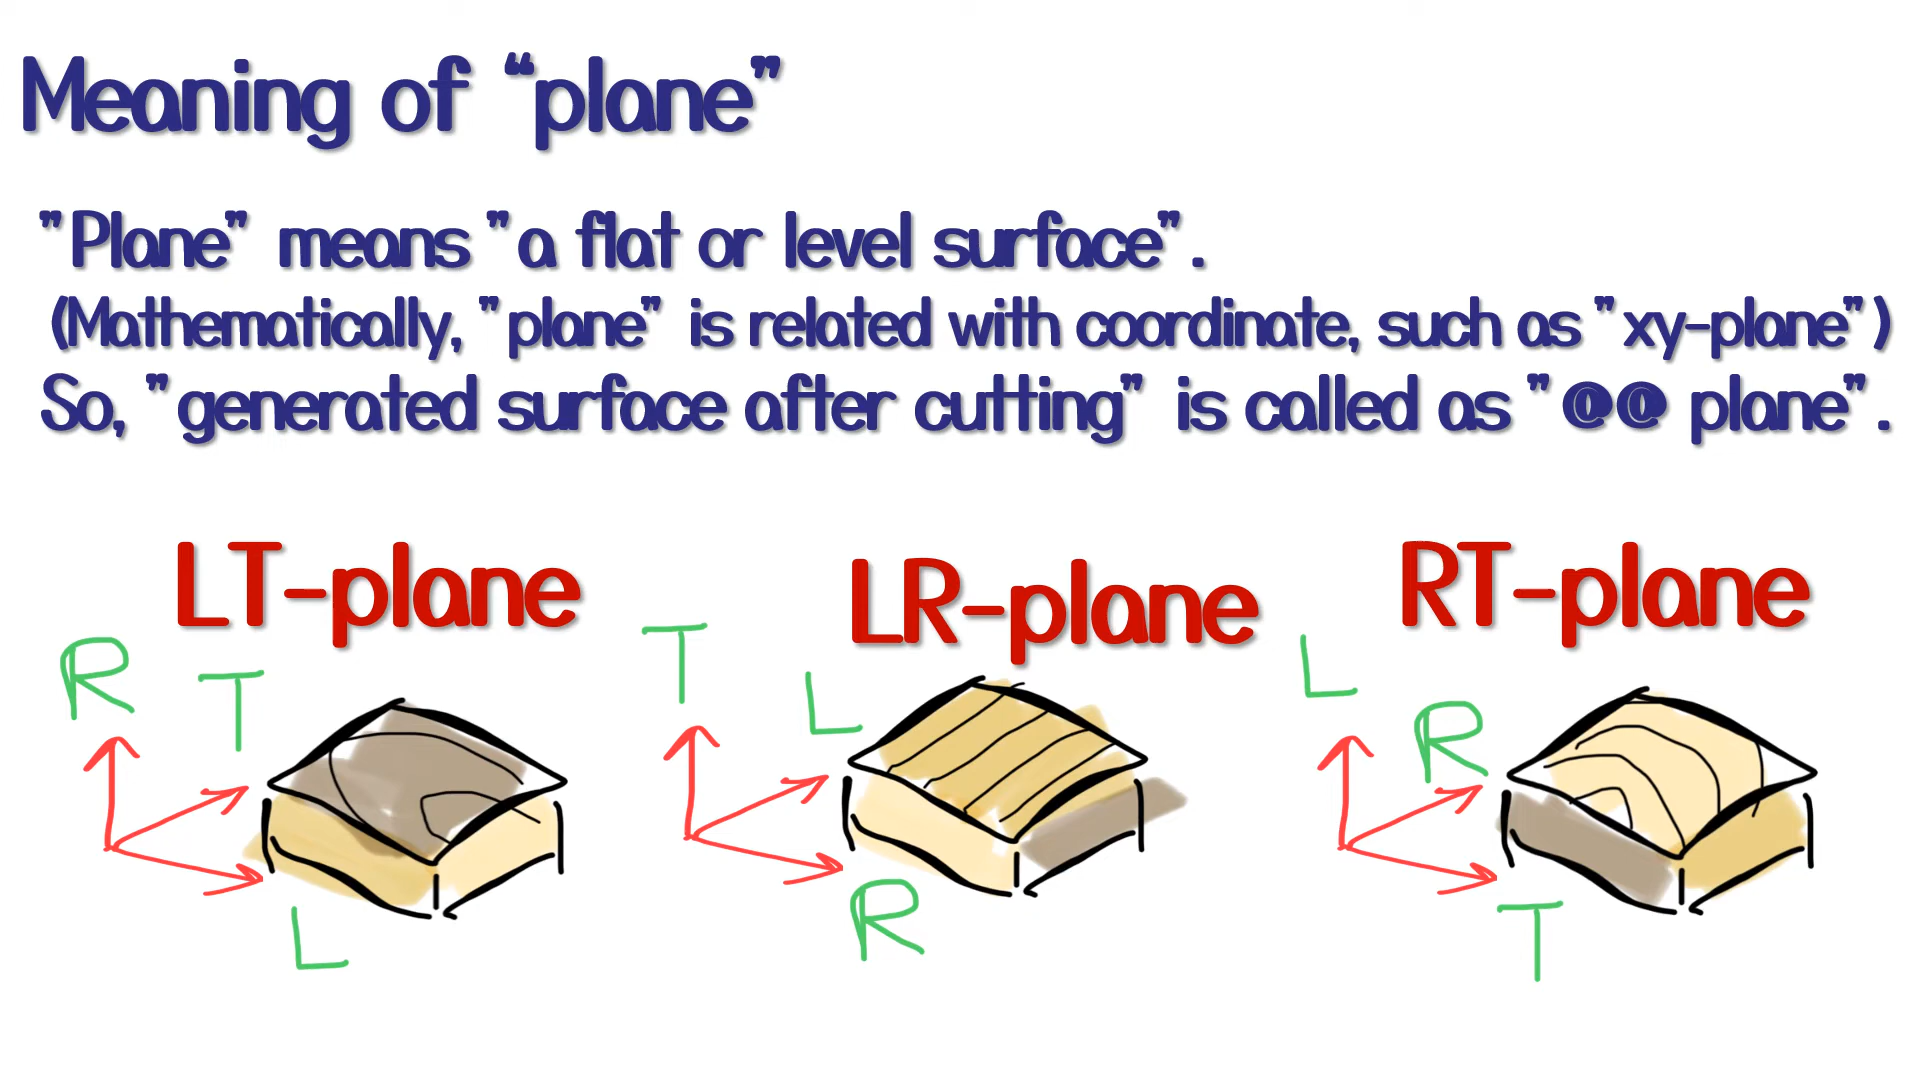 Meaning of “plane”
”Plane” means ”a flat or level surface”.
(Mathematically, ”plane” is related with coordinate, such as ”xy-plane”)
So, ”generated surface after cutting” is called as ”@@ plane”.
LT-plane
LR-plane
RT-plane
R
T
L
T
L
R
L
R
T